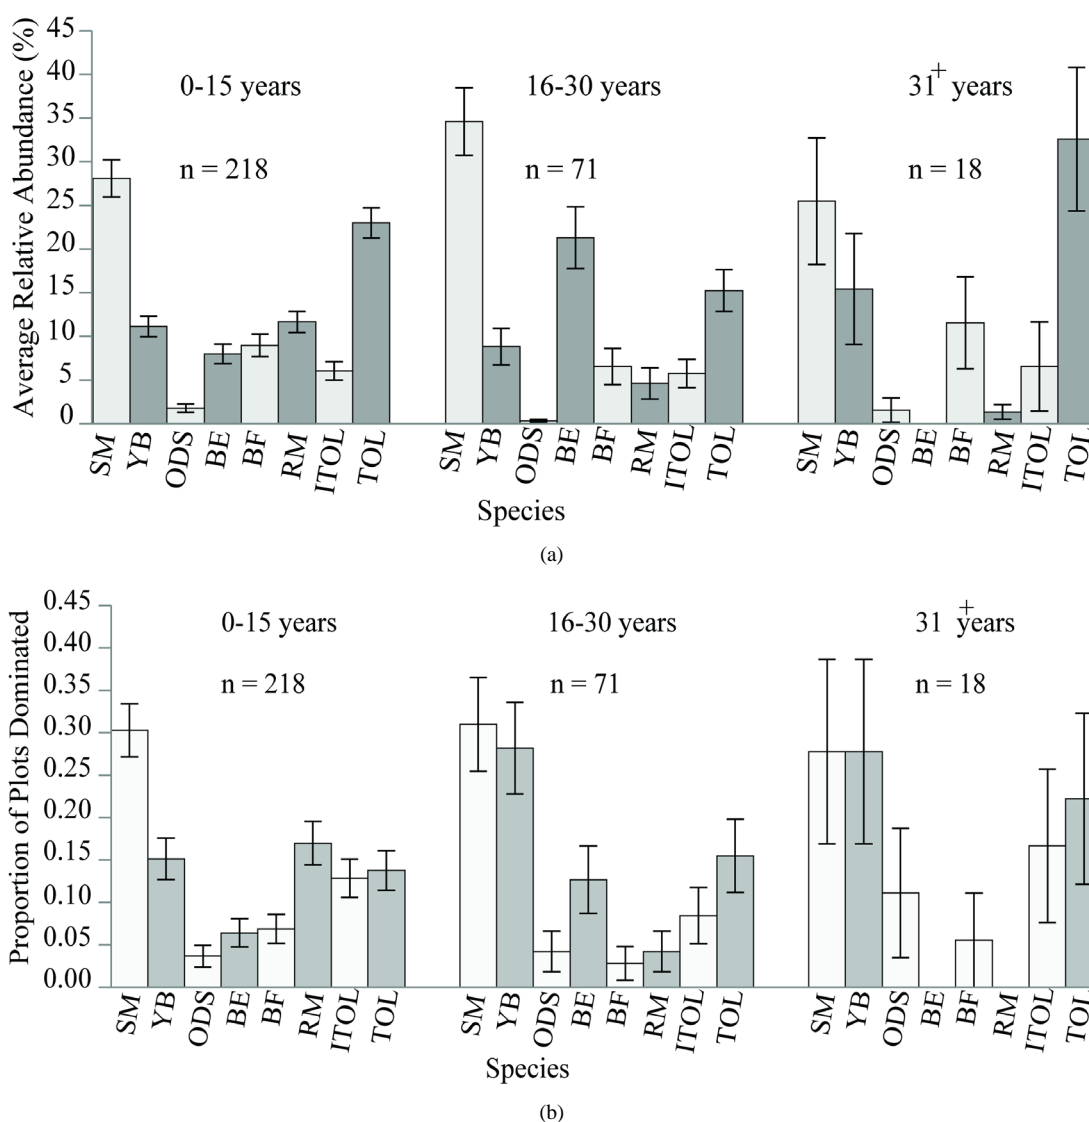 Average Relative Abundance (%)
45
40
35
30
25
20
15
10
5
0
0-15 years
16-30 years
31+ years
n = 218
n = 71
n = 18
SM YB ODS BE BF RM ITOL TOL
SM YB ODS BE BF RM ITOL TOL
SM YB ODS BE BF RM ITOL TOL
Species
(a)
Proportion of Plots Dominated
0.45
0.40
0.35
0.30
0.25
0.20
0.15
0.10
0.05
0.00
0-15 years
16-30 years
31 + years
n = 218
n = 71
n = 18
SM YB ODS BE BF RM ITOL TOL
SM YB ODS BE BF RM ITOL TOL
SM YB ODS BE BF RM ITOL TOL
Species
(b)